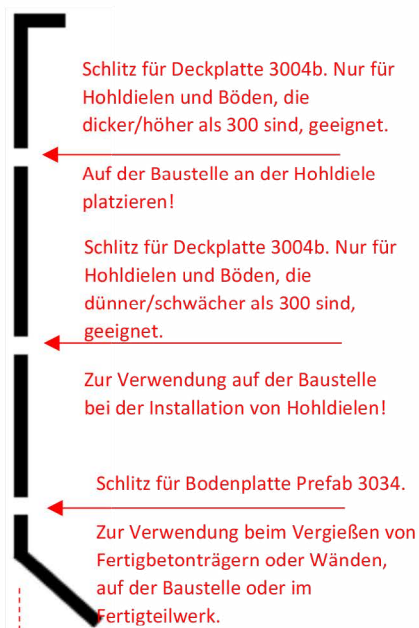 Schlitz für Deckplatte 3004b. Nur für
Hohldielen und Böden, die
dicker/höher als 300 sind, geeignet.
Auf der Baustelle an der Hohldiele
platzieren!
Schlitz für Deckplatte 3004b. Nur für
Hohldielen und Böden, die
dünner/schwächer als 300 sind,
geeignet.
Zur Verwendung auf der Baustelle
bei der Installation von Hohldielen!
Schlitz für Bodenplatte Prefab 3034.
Zur Verwendung beim Vergießen von
Fertigbetonträgern oder Wänden,
auf der Baustelle oder im
Fertigteilwerk.